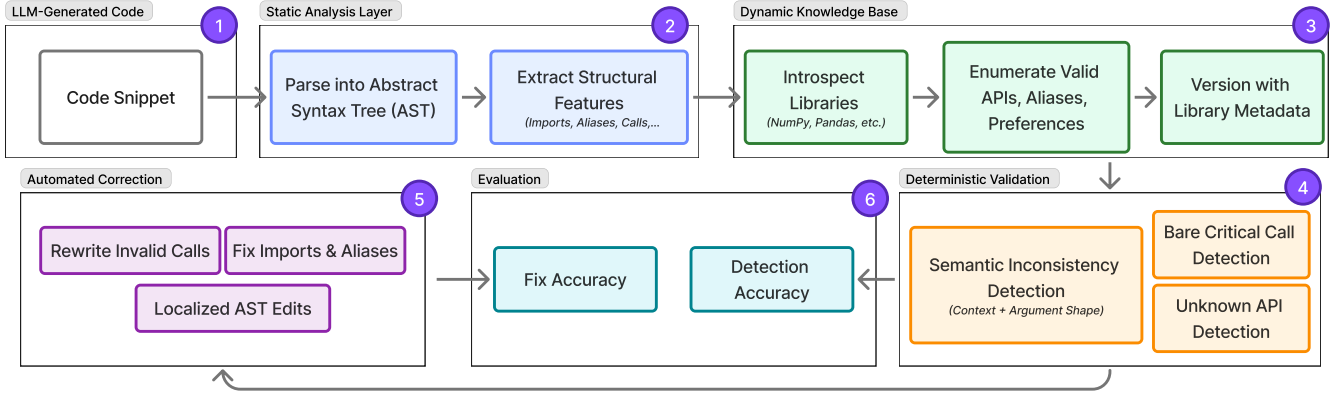 LLM-Generated Code
1
Code Snippet
Static Analysis Layer
2
Parse into Abstract
Syntax Tree (AST)
Extract Structural
Features
(Imports, Aliases, Calls,...
Dynamic Knowledge Base
3
Introspect
Libraries
(NumPy, Pandas, etc.)
Enumerate Valid
APIs, Aliases,
Preferences
Version with
Library Metadata
Deterministic Validation
4
Semantic Inconsistency
Detection
(Context + Argument Shape)
Bare Critical Call
Detection
Unknown API
Detection
Automated Correction
5
Rewrite Invalid Calls
Fix Imports & Aliases
Localized AST Edits
Evaluation
6
Fix Accuracy
Detection
Accuracy